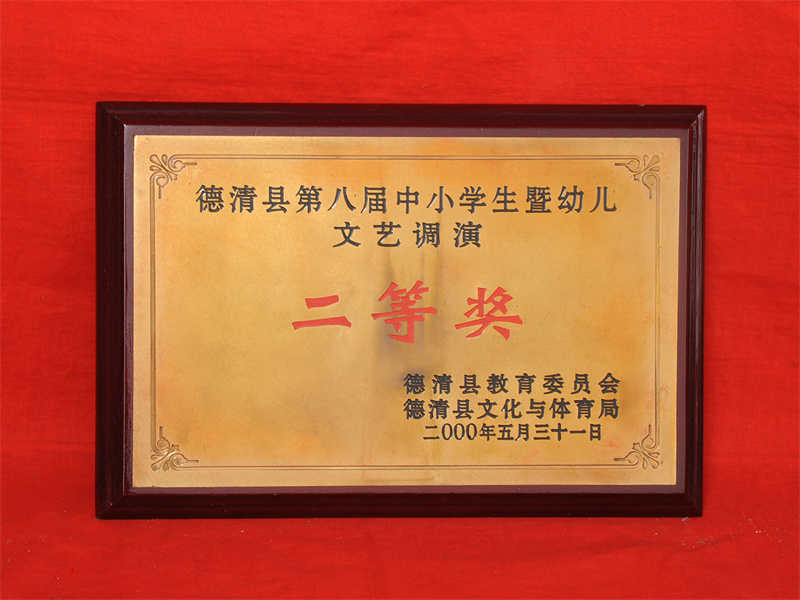 德清县第八届中小学生暨幼儿
文艺调演
二等奖
德清县教育委员会
德清县文化与体育局
二000年五月三十一日